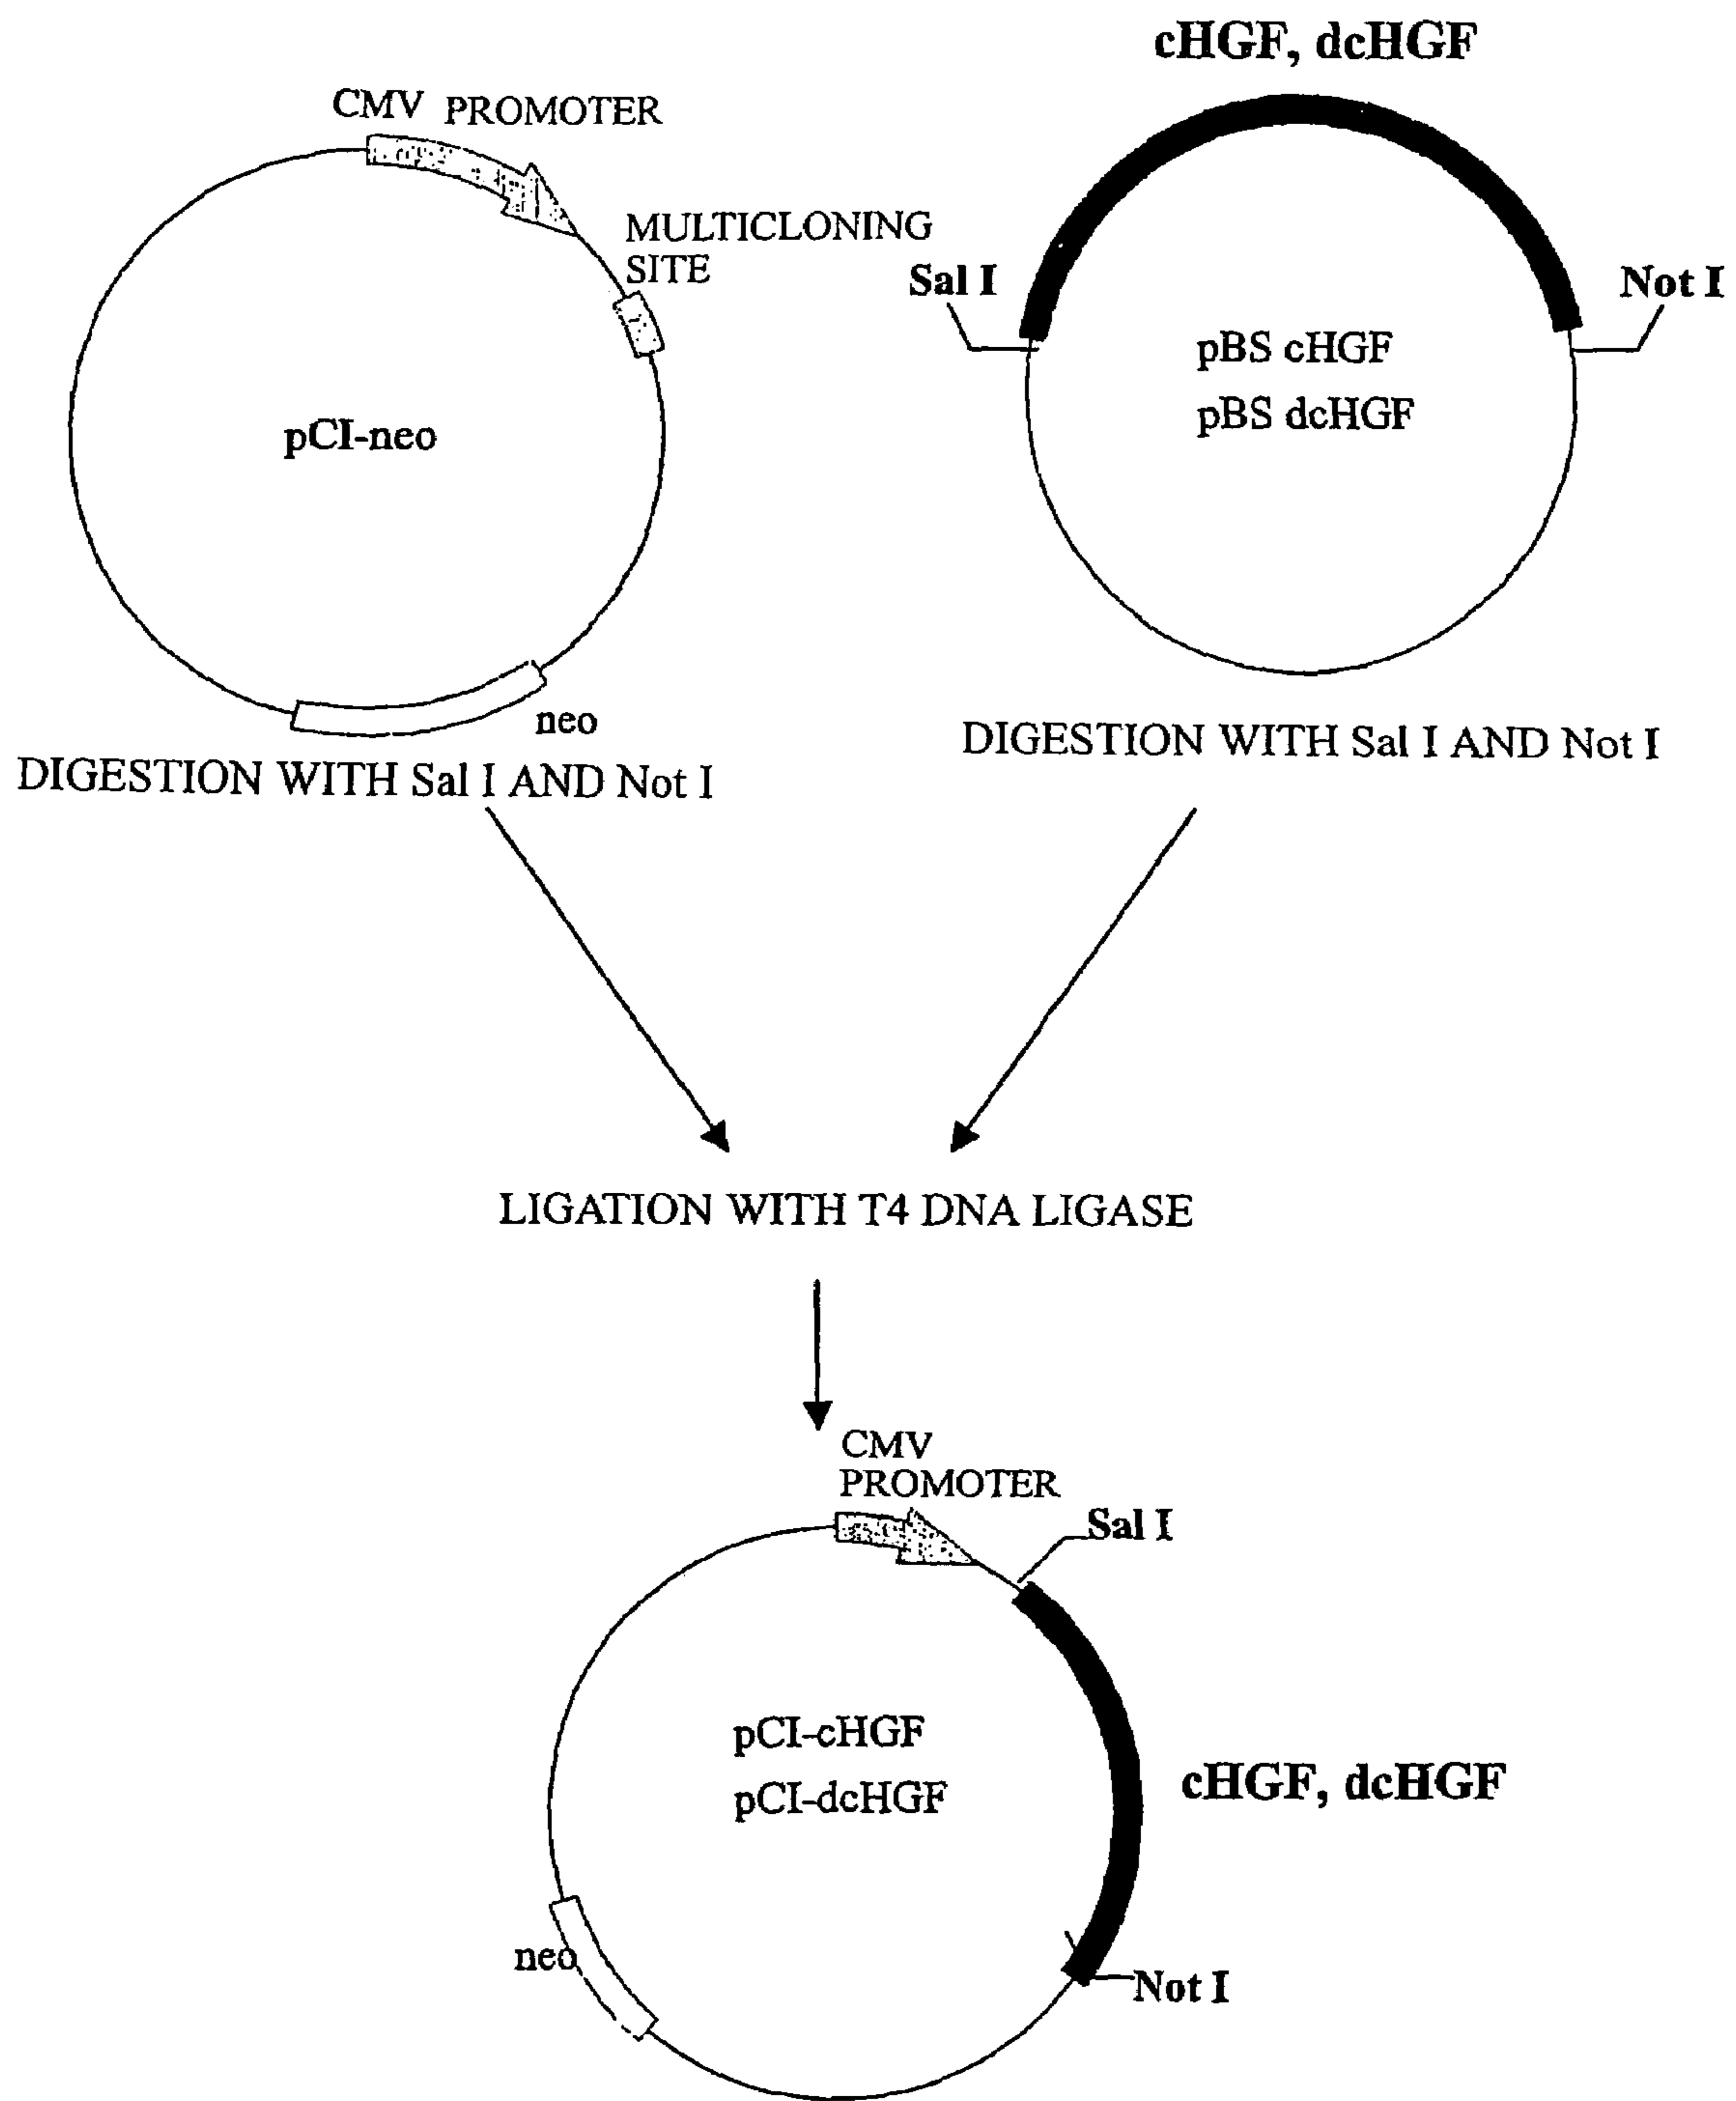 cHGF, dcHGF
CMV PROMOTER
MULTICLONING
SITE
Sal I
Not I
pBS cHGF
pBS dcHGF
pCI-neo
neo
DIGESTION WITH Sal I AND Not I
DIGESTION WITH Sal I AND Not I
LIGATION WITH T4 DNA LIGASE
CMV
PROMOTER
Sal I
pCI-cHGF
pCI-dcHGF
cHGF, dcHGF
neo
Not I